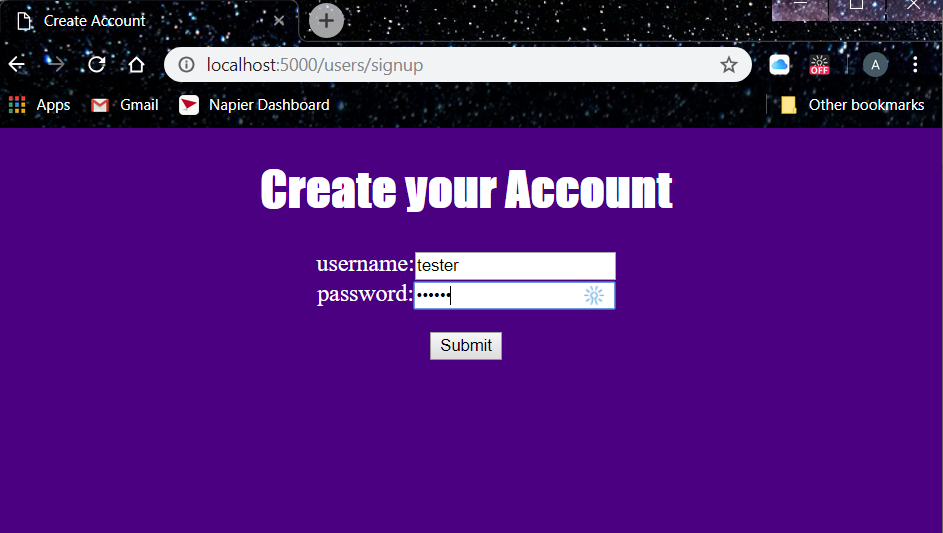 Create Account
localhost:5000/users/signup
OFF
A
Apps Gmail Napier Dashboard Other bookmarks
Create your Account
username:tester
password:••••••
Submit